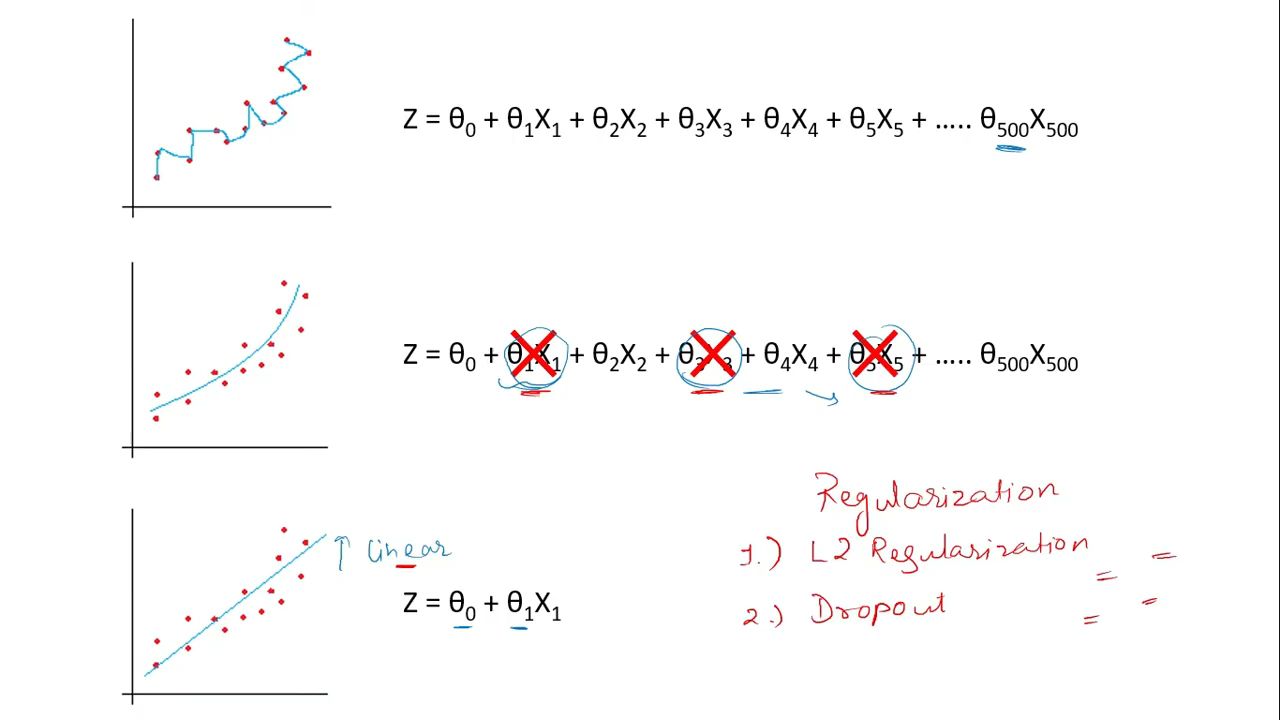 Z = θ₀ + θ₁X₁ + θ₂X₂ + θ₃X₃ + θ₄X₄ + θ₅X₅ + ..... θ₅₀₀X₅₀₀
Z = θ₀ + θ₁X₁ + θ₂X₂ + θ₃X₃ + θ₄X₄ + θ₅X₅ + ..... θ₅₀₀X₅₀₀
Regularization
linear
1.) L2 Regularization
Z = θ₀ + θ₁X₁
2.) Dropout